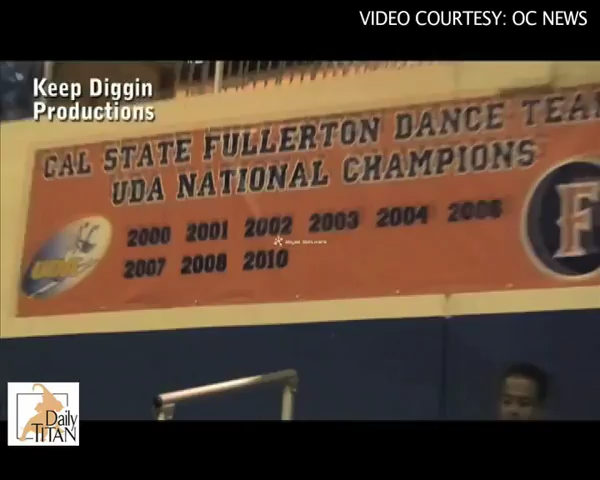 VIDEO COURTESY: OC NEWS
Keep Diggin
Productions
CAL STATE FULLERTON DANCE TEA
UDA NATIONAL CHAMPIONS
2000 2001 2002 2003 2004 2006
2007 2008 2010
F
Daily
TITAN